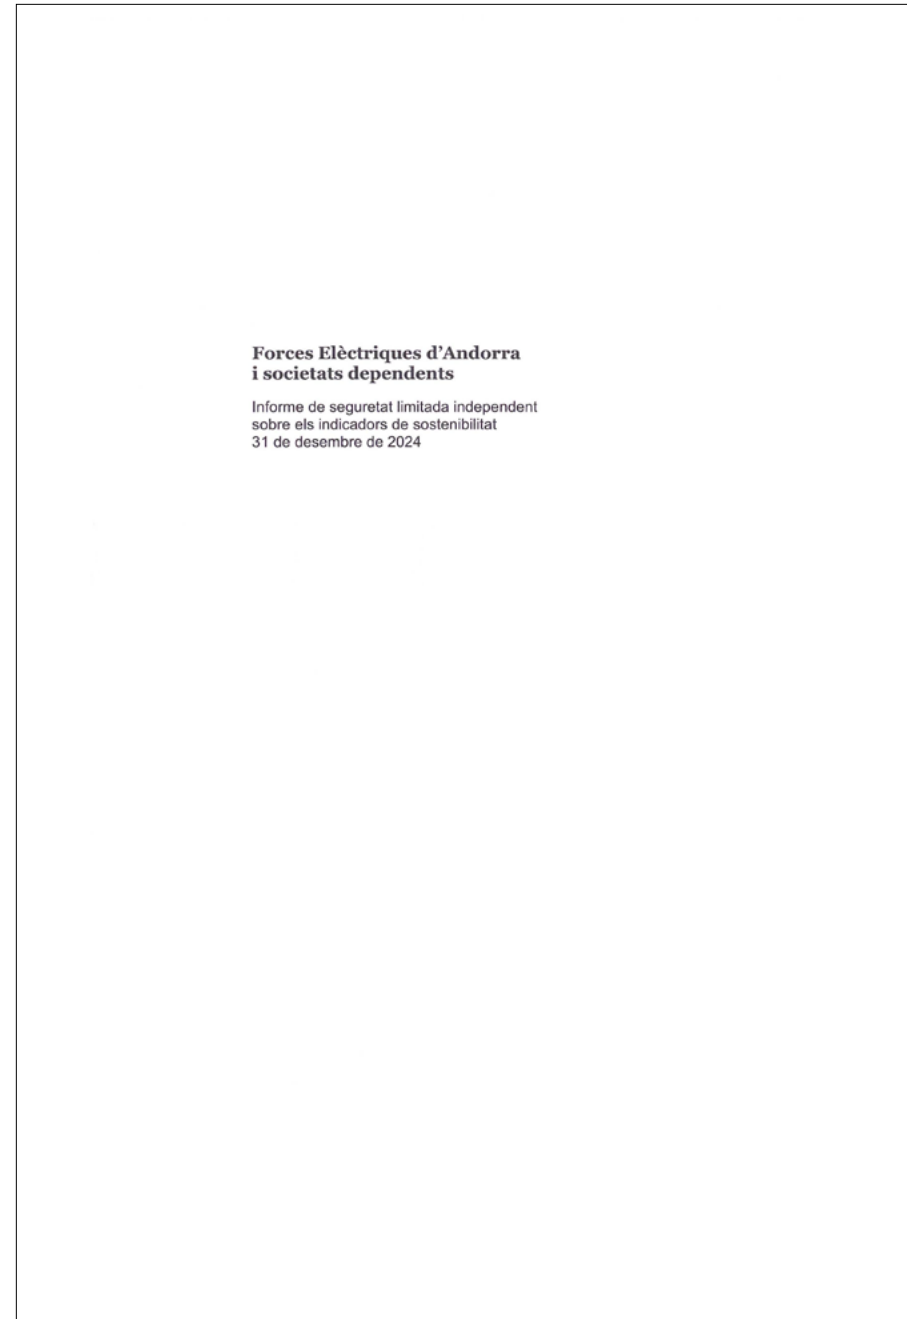 Forces Elèctriques d’Andorra
i societats dependents
Informe de seguretat limitada independent
sobre els indicadors de sostenibilitat
31 de desembre de 2024